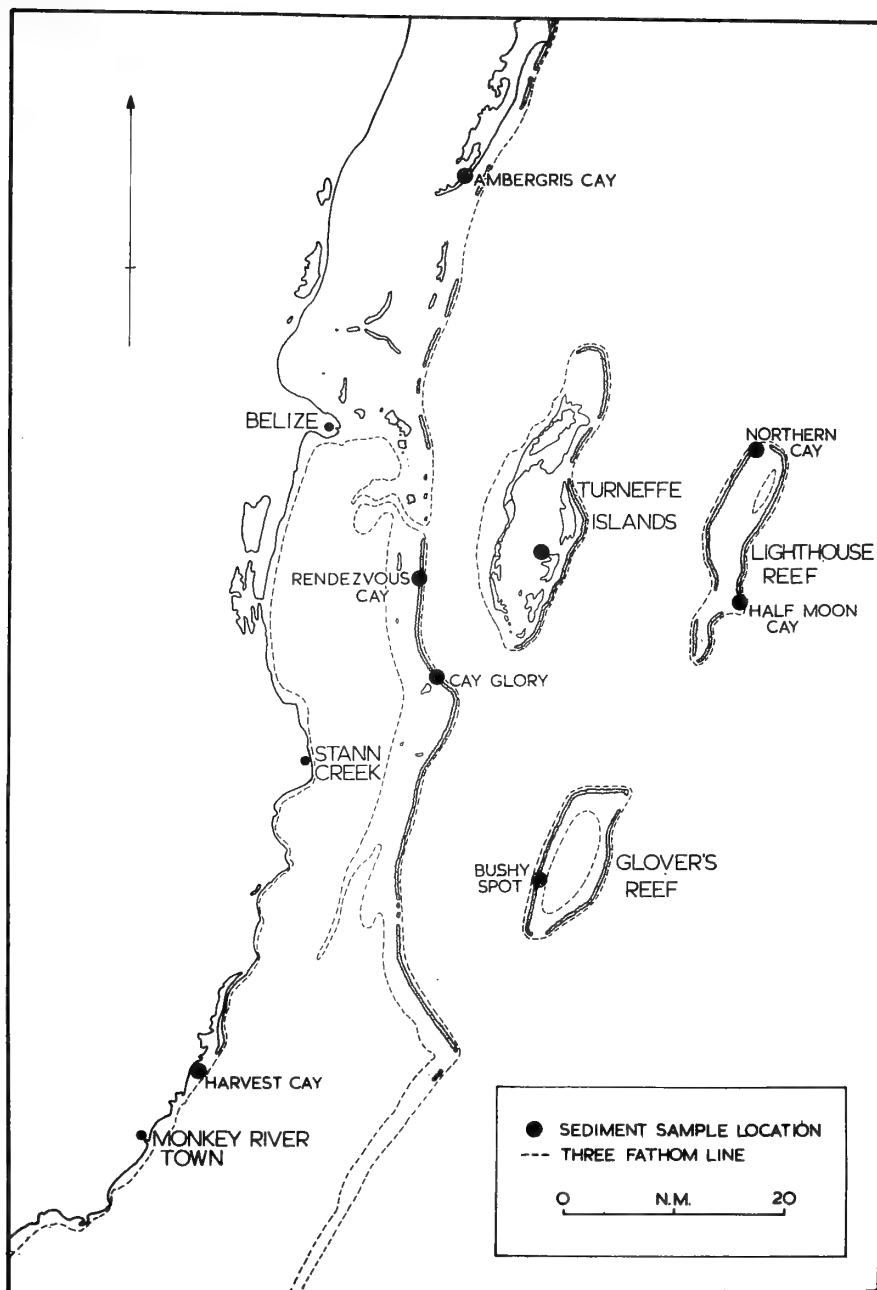 AMBERGRIS CAY
BELIZE
NORTHERN
CAY
TURNEFFE
ISLANDS
LIGHTHOUSE
REEF
RENDEZVOUS
CAY
HALF MOON
CAY
CAY GLORY
STANN
CREEK
BUSHY
SPOT
GLOVER'S
REEF
HARVEST CAY
MONKEY RIVER
TOWN
SEDIMENT SAMPLE LOCATION
THREE FATHOM LINE
0 N.M. 20